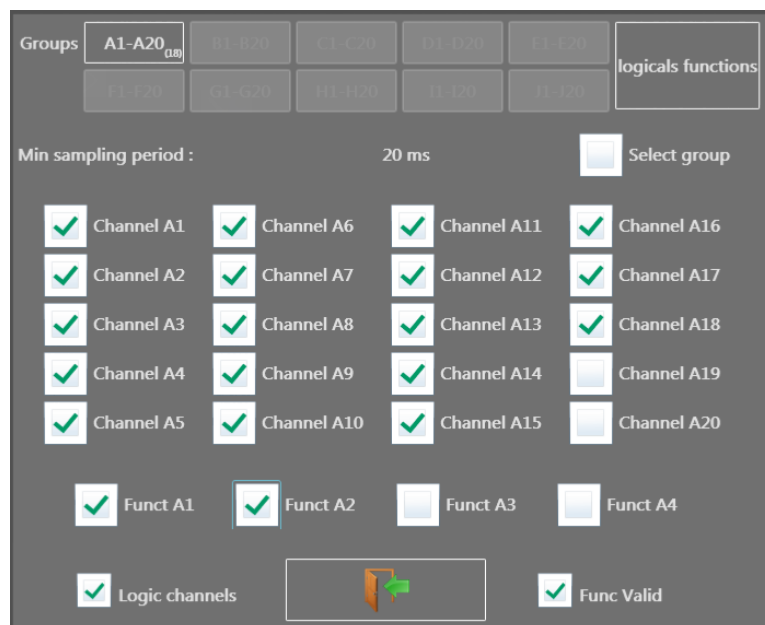 Groups A1-A20 (18) B1-B20 C1-C20 D1-D20 E1-E20 logicals functions
F1-F20 G1-G20 H1-H20 I1-I20 J1-J20
Min sampling period : 20 ms Select group
Channel A1 Channel A6 Channel A11 Channel A16
Channel A2 Channel A7 Channel A12 Channel A17
Channel A3 Channel A8 Channel A13 Channel A18
Channel A4 Channel A9 Channel A14 Channel A19
Channel A5 Channel A10 Channel A15 Channel A20
Funct A1 Funct A2 Funct A3 Funct A4
Logic channels Func Valid